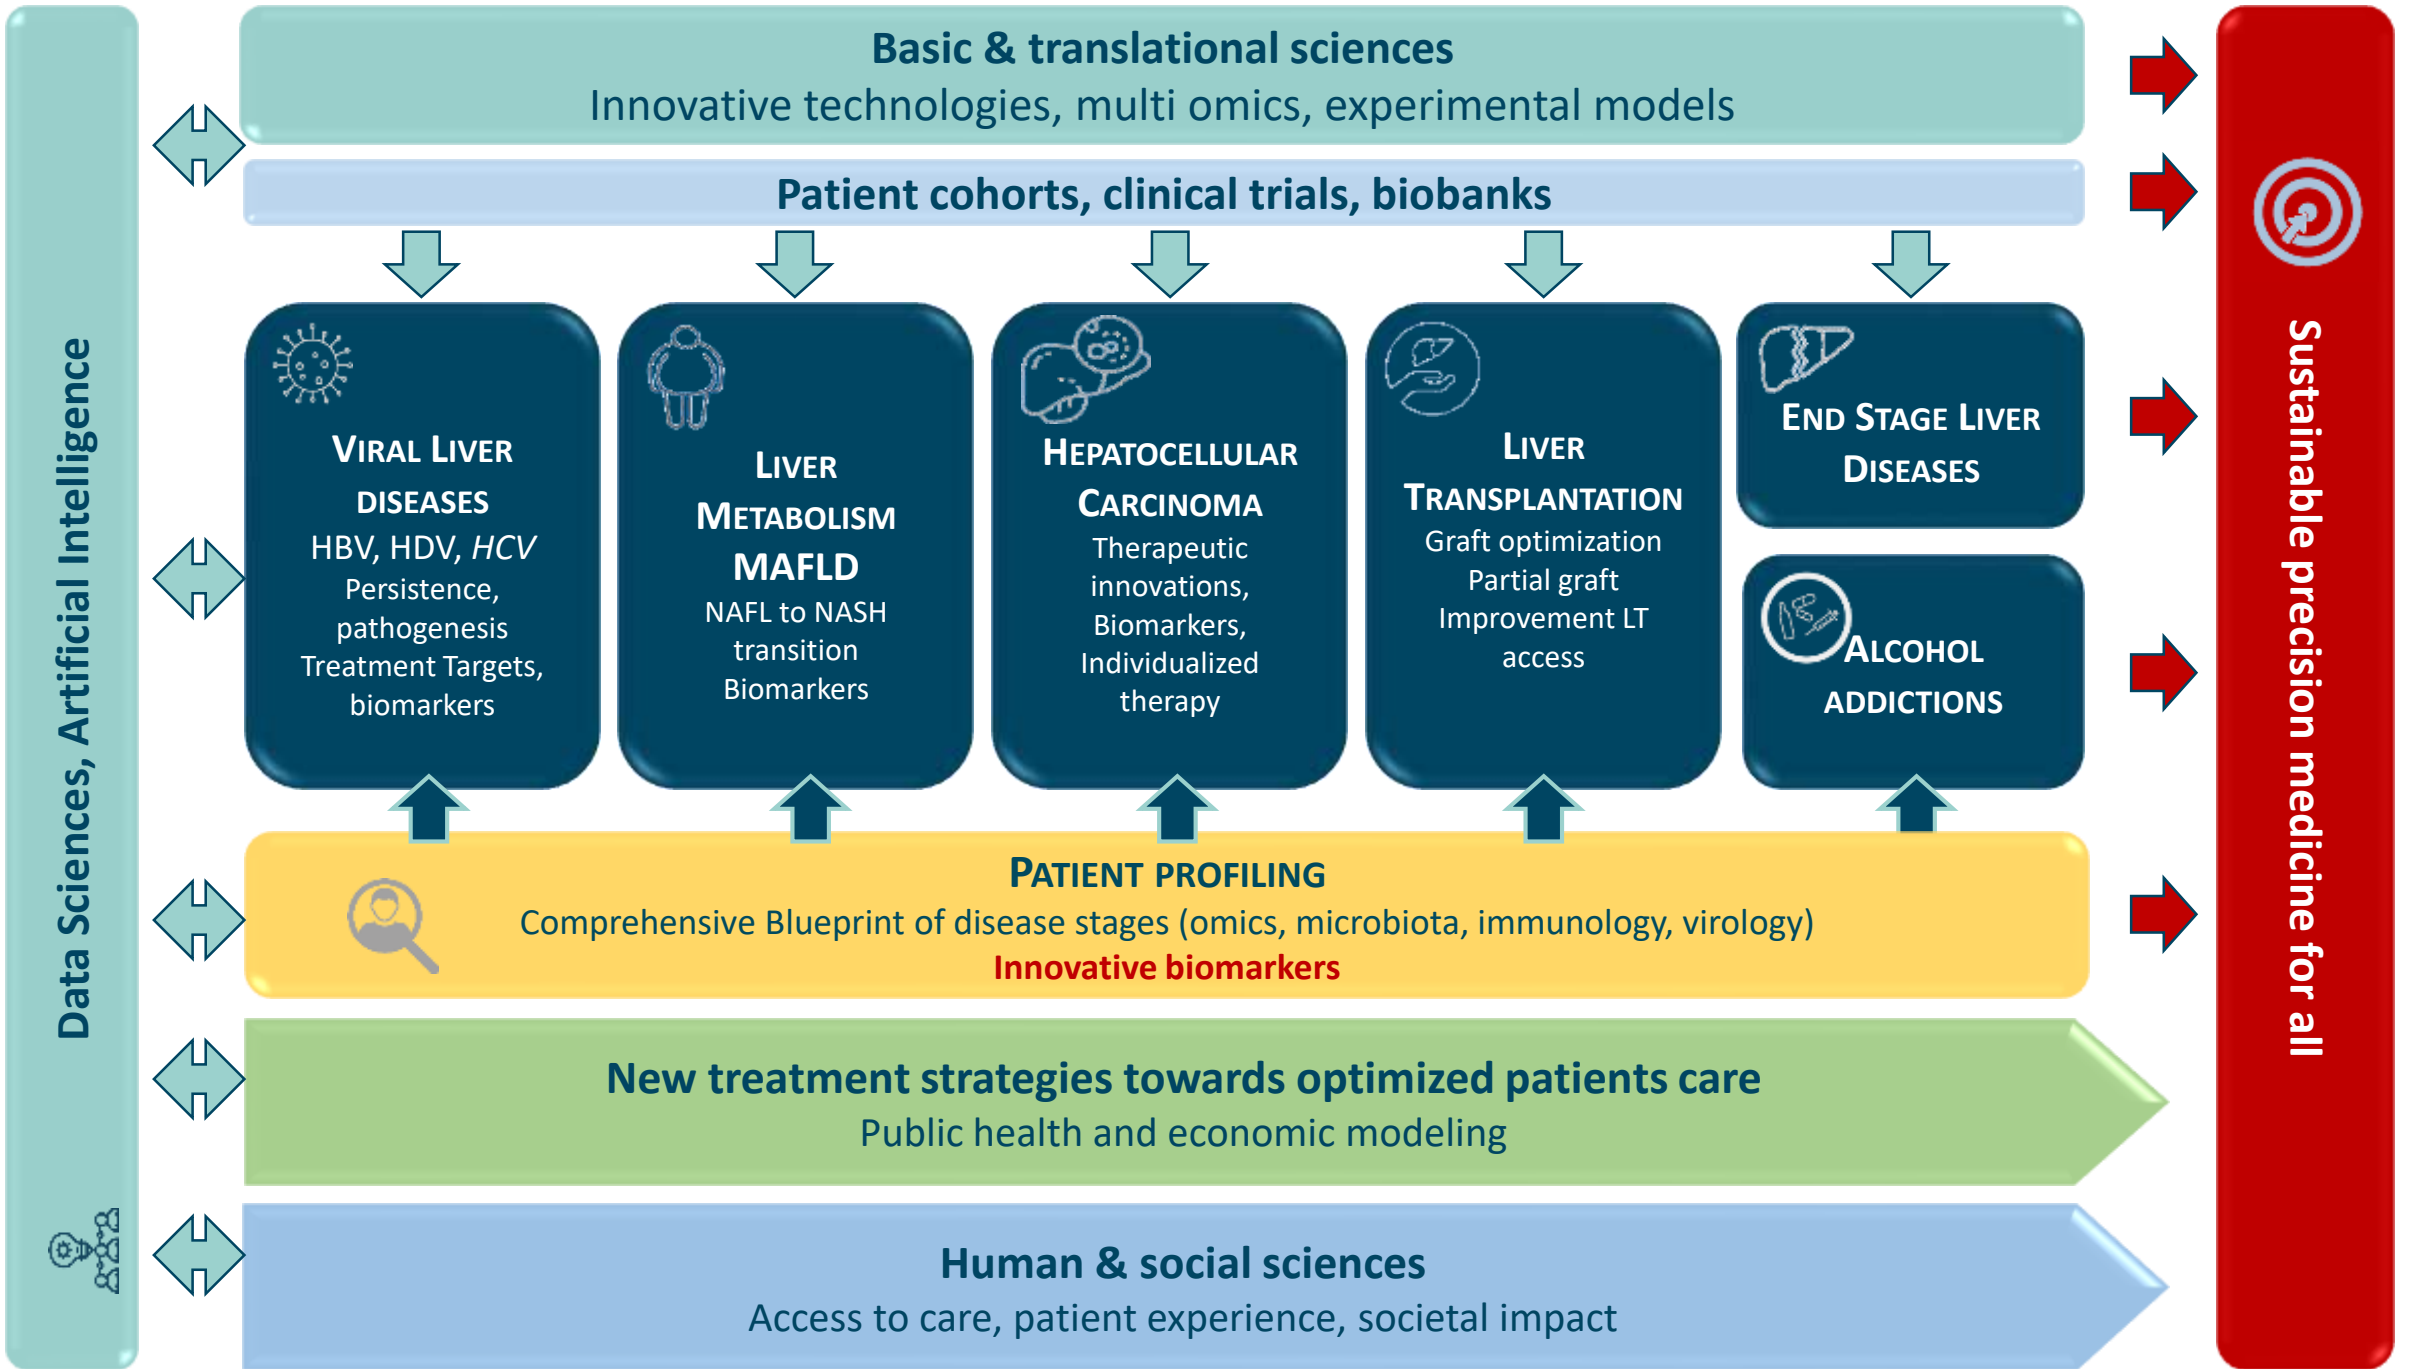 Basic & translational sciences
Innovative technologies, multi omics, experimental models
Patient cohorts, clinical trials, biobanks
Data Sciences, Artificial Intelligence
VIRAL LIVER
DISEASES
HBV, HDV, HCV
Persistence,
pathogenesis
Treatment Targets,
biomarkers
LIVER
METABOLISM
MAFLD
NAFL to NASH
transition
Biomarkers
HEPATOCELLULAR
CARCINOMA
Therapeutic
innovations,
Biomarkers,
Individualized
therapy
LIVER
TRANSPLANTATION
Graft optimization
Partial graft
Improvement LT
access
END STAGE LIVER
DISEASES
ALCOHOL
ADDICTIONS
PATIENT PROFILING
Comprehensive Blueprint of disease stages (omics, microbiota, immunology, virology)
Innovative biomarkers
New treatment strategies towards optimized patients care
Public health and economic modeling
Human & social sciences
Access to care, patient experience, societal impact
Sustainable precision medicine for all